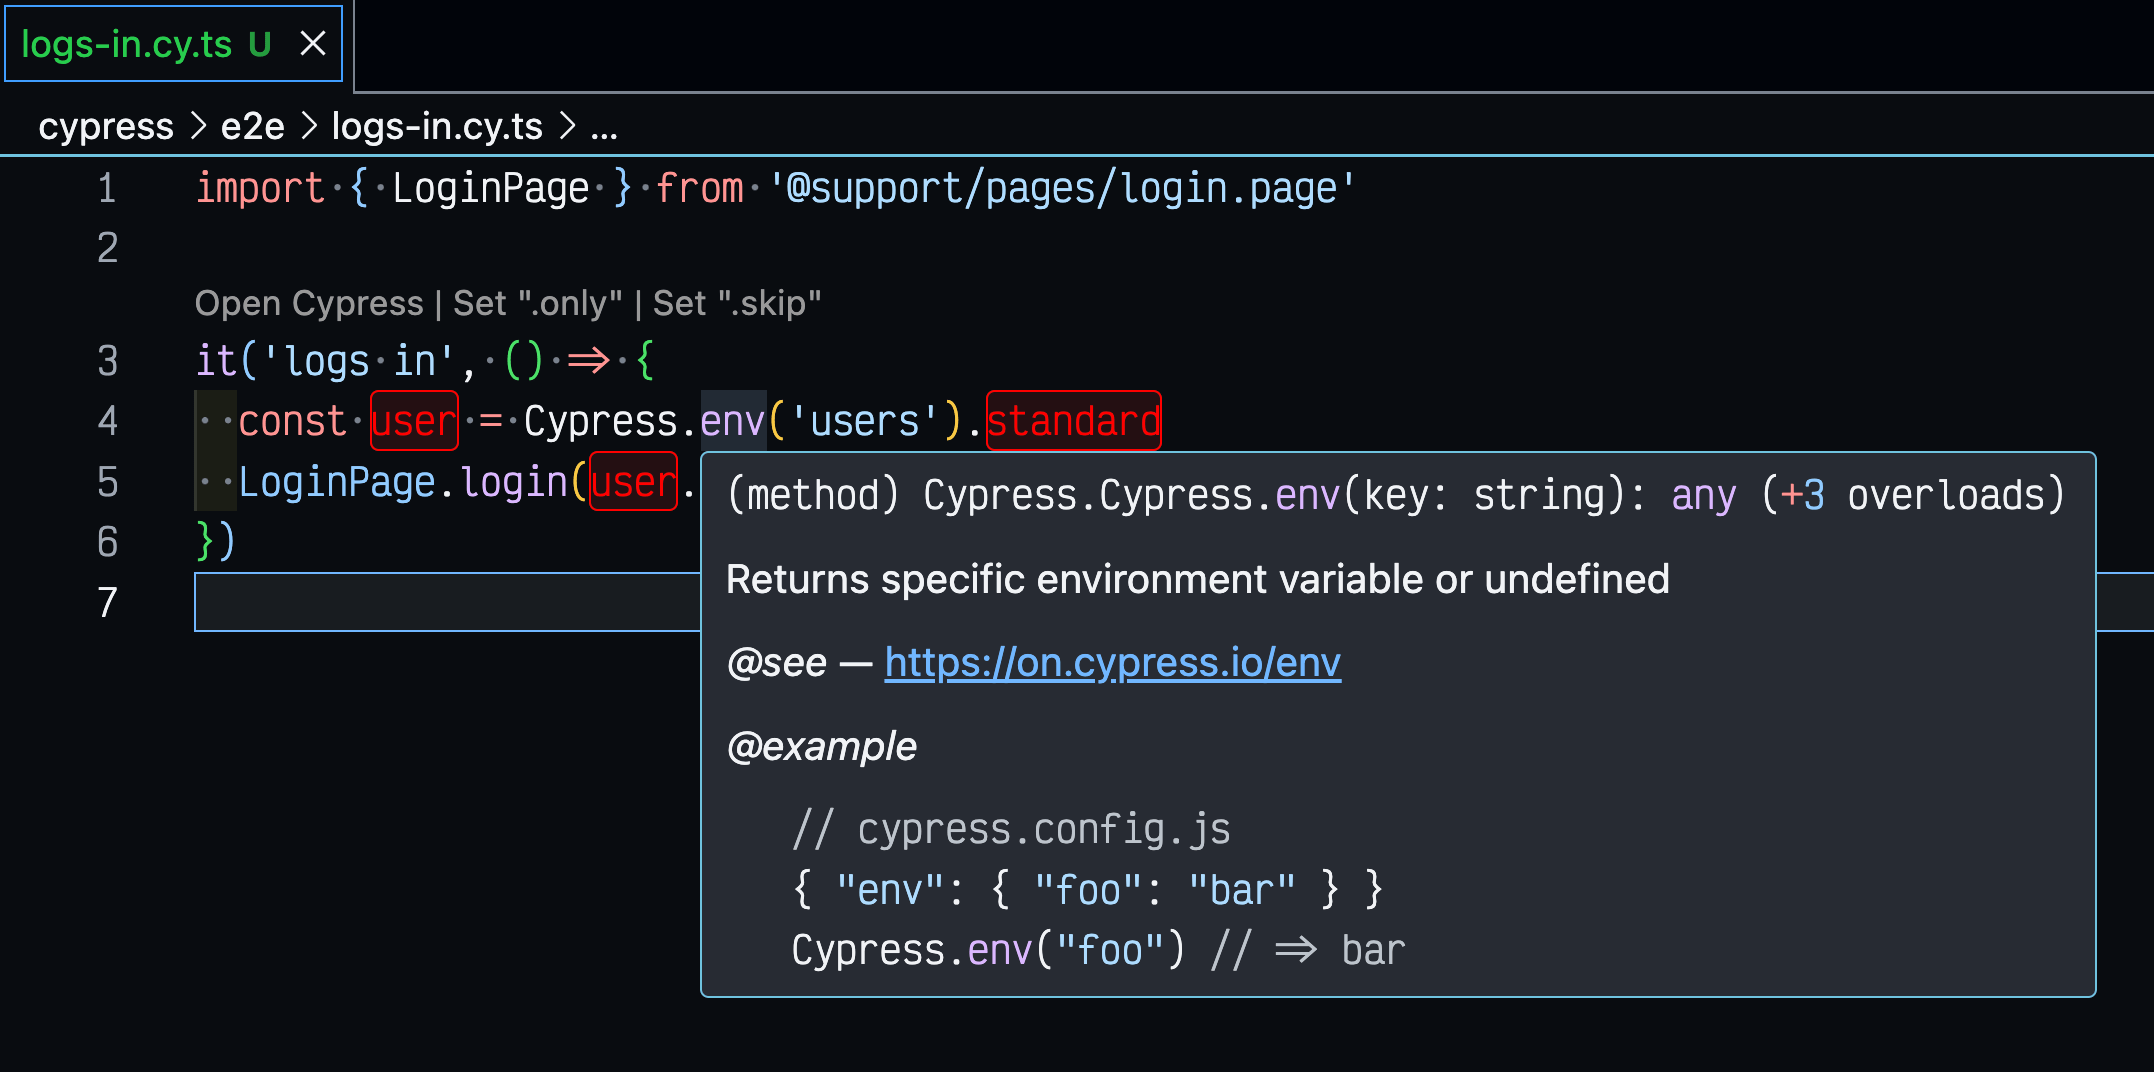 logs-in.cy.ts U
cypress > e2e > logs-in.cy.ts > ...
1 import { LoginPage } from '@support/pages/login.page'
2
Open Cypress | Set ".only" | Set ".skip"
3 it('logs in', () => {
4 const user = Cypress.env('users').standard
5 LoginPage.login(user.
6 })
7
(method) Cypress.Cypress.env(key: string): any (+3 overloads)
Returns specific environment variable or undefined
@see — https://on.cypress.io/env
@example
// cypress.config.js
{ "env": { "foo": "bar" } }
Cypress.env("foo") // => bar